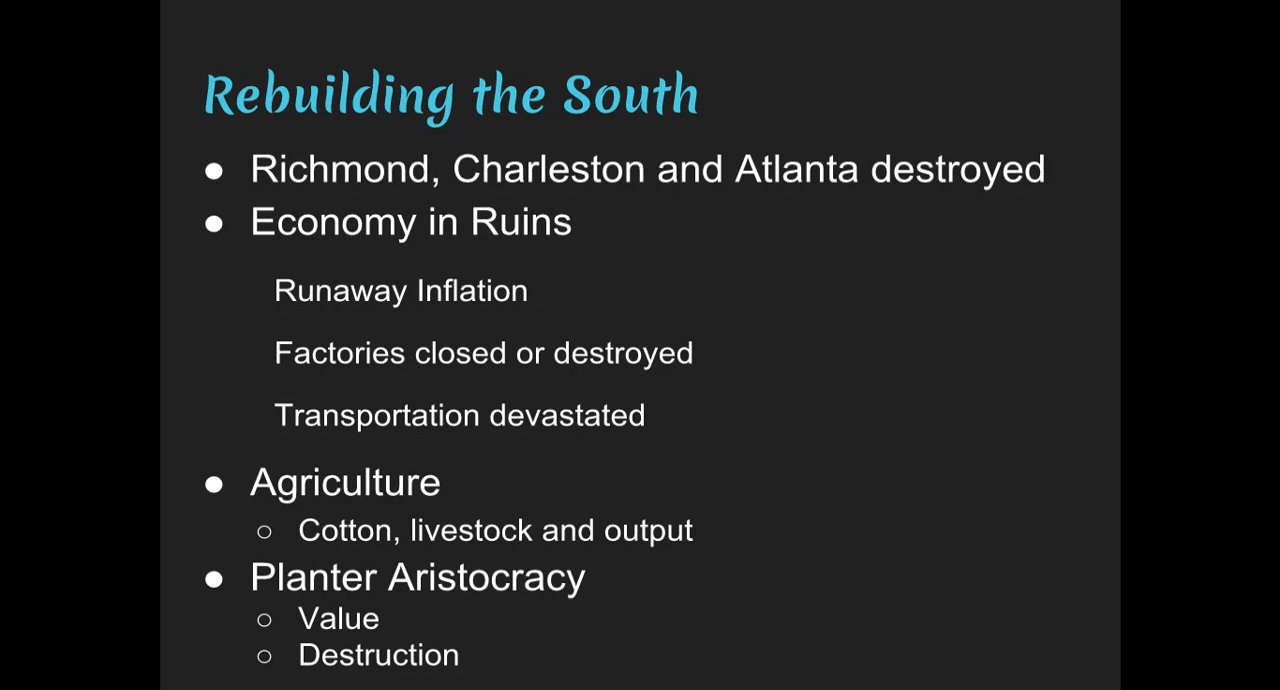 Rebuilding the South
● Richmond, Charleston and Atlanta destroyed
● Economy in Ruins
Runaway Inflation
Factories closed or destroyed
Transportation devastated
● Agriculture
○ Cotton, livestock and output
● Planter Aristocracy
○ Value
○ Destruction